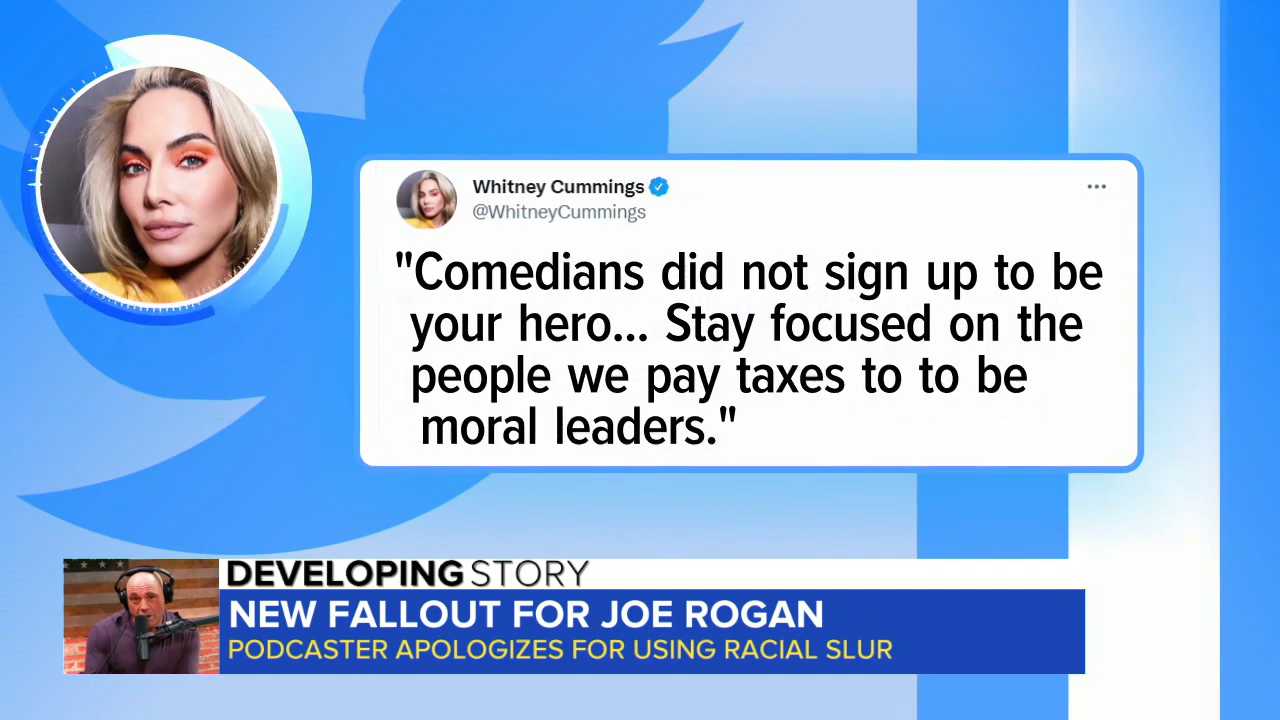 Whitney Cummings
@WhitneyCummings
"Comedians did not sign up to be
your hero... Stay focused on the
people we pay taxes to to be
moral leaders."
DEVELOPING STORY
NEW FALLOUT FOR JOE ROGAN
PODCASTER APOLOGIZES FOR USING RACIAL SLUR